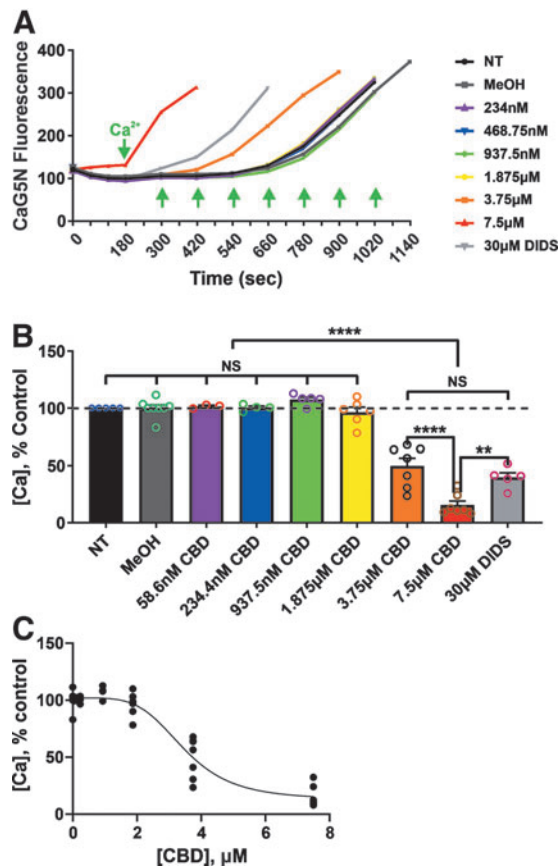 A
CaG5N Fluorescence
400
300
200
100
0
Ca²⁺
0
180
300
420
540
660
780
900
1020
1140
Time (sec)
NT
MeOH
234nM
468.75nM
937.5nM
1.875µM
3.75µM
7.5µM
30µM DIDS
B
[Ca], % Control
150
100
50
0
****
NS
NS
****
**
NT
MeOH
58.6nM CBD
234.4nM CBD
937.5nM CBD
1.875µM CBD
3.75µM CBD
7.5µM CBD
30µM DIDS
C
[Ca], % control
150
100
50
0
0
2
4
6
8
[CBD], µM